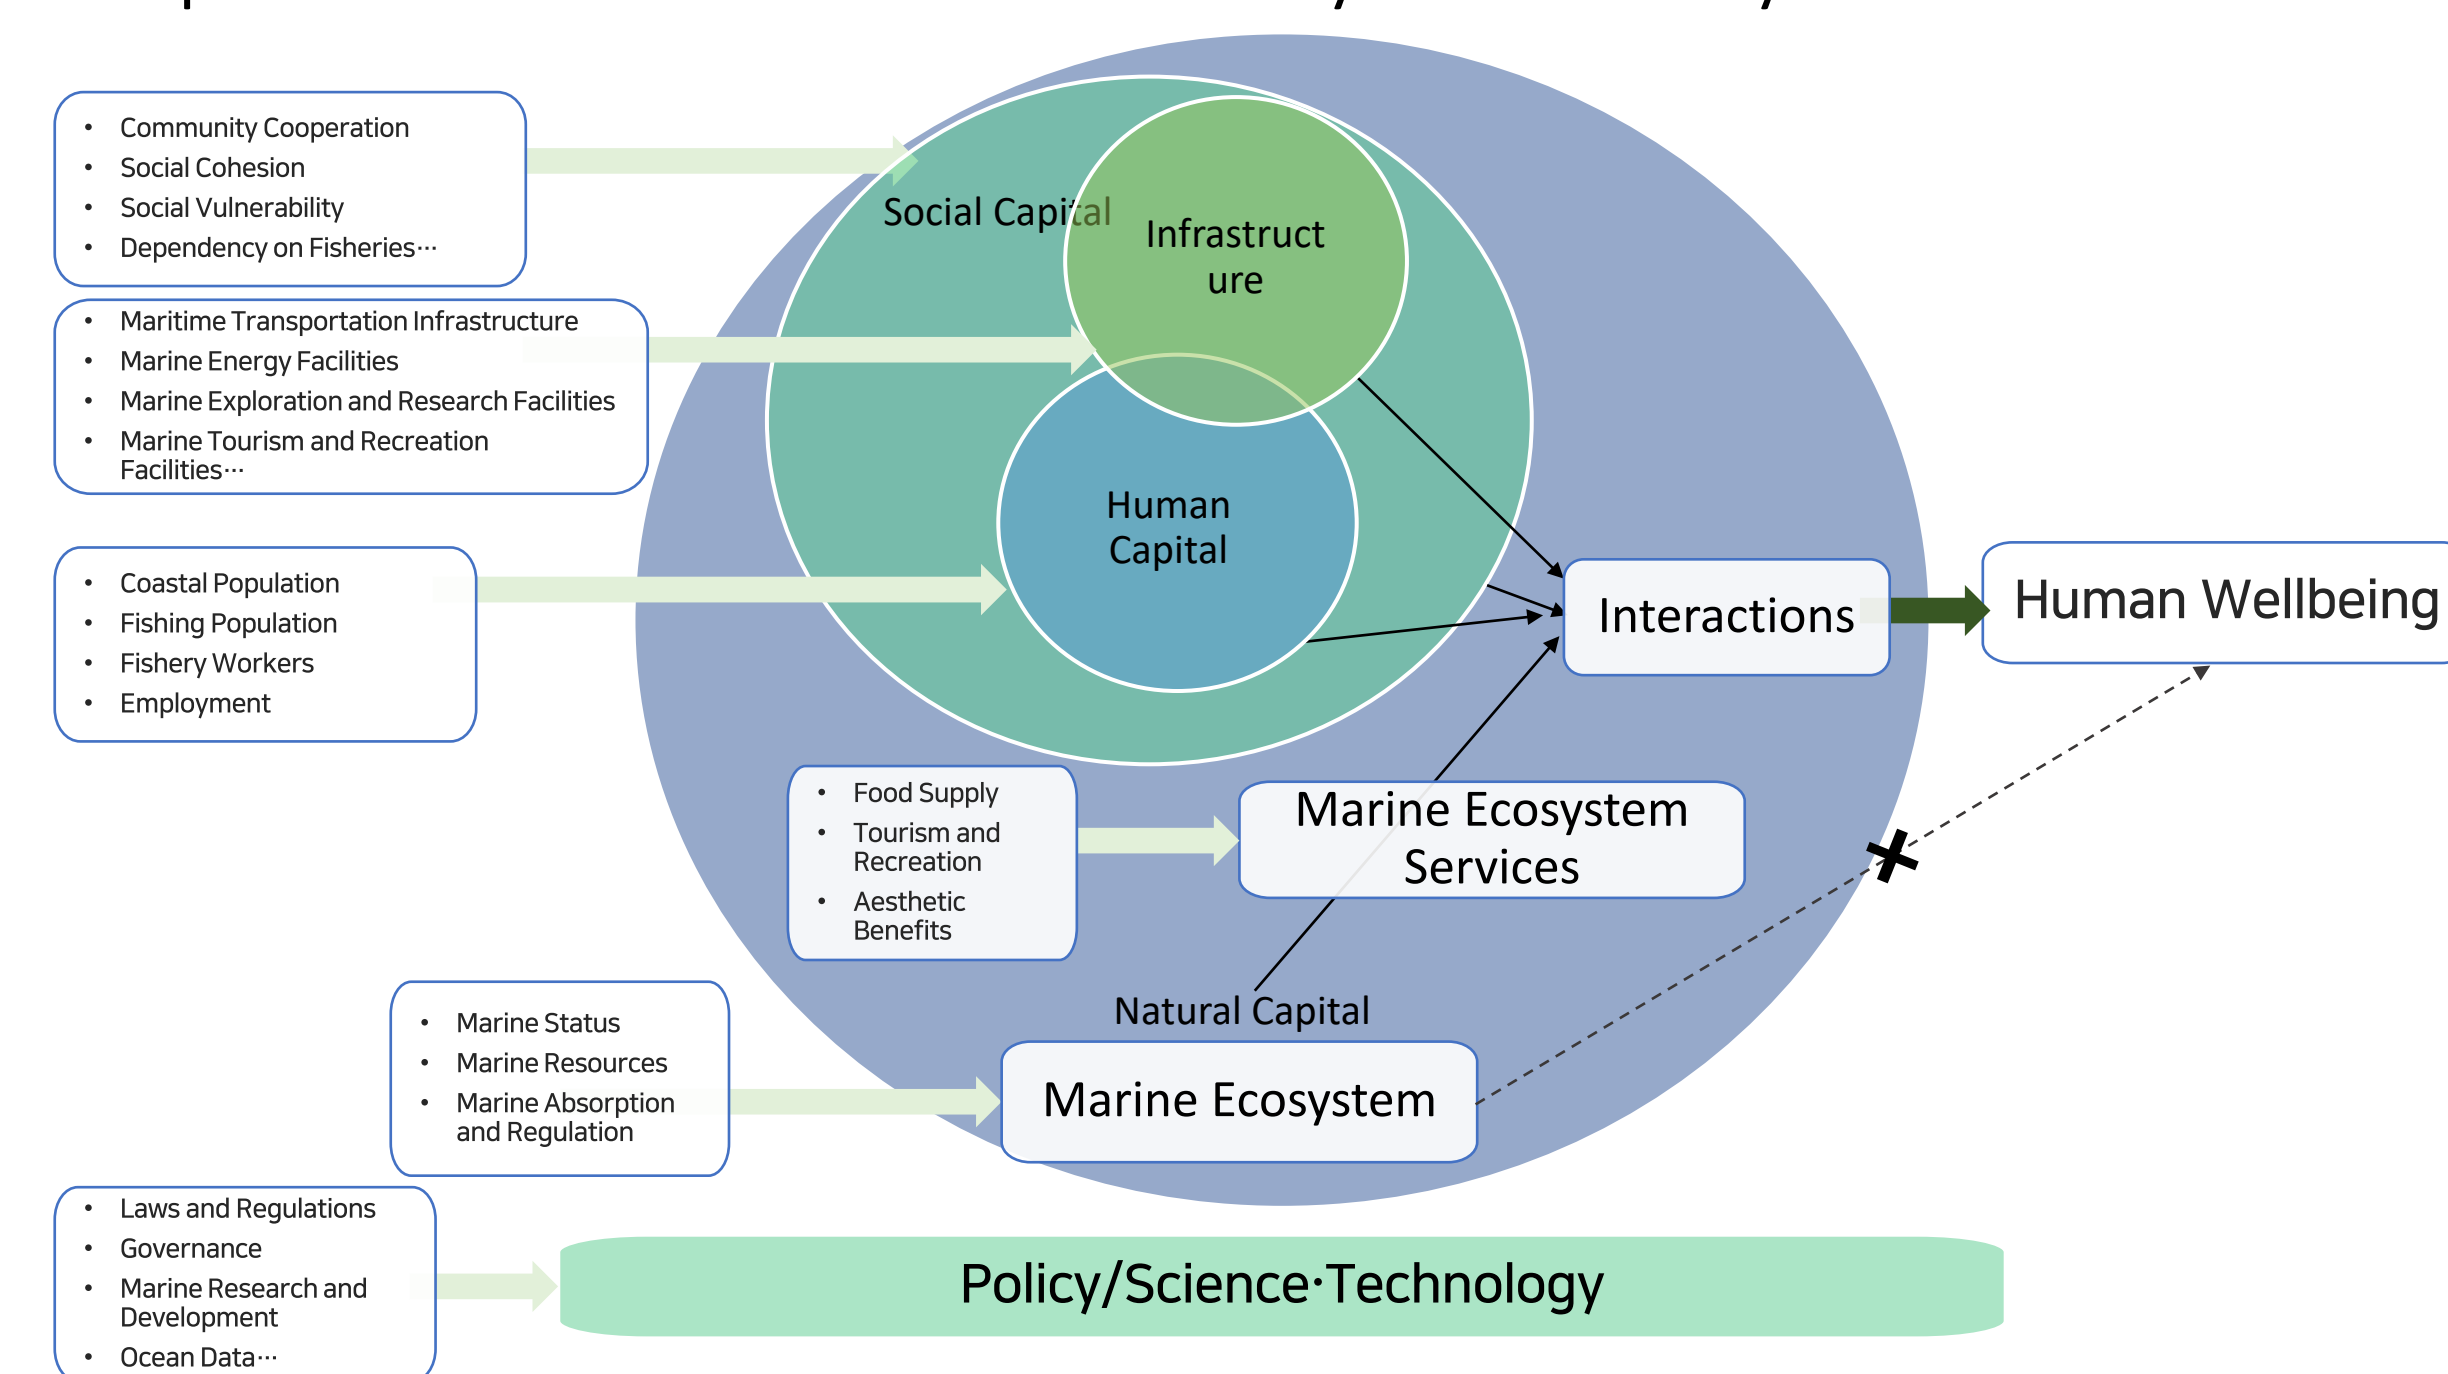 • Community Cooperation
• Social Cohesion
• Social Vulnerability
• Dependency on Fisheries…
• Maritime Transportation Infrastructure
• Marine Energy Facilities
• Marine Exploration and Research Facilities
• Marine Tourism and Recreation
Facilities…
• Coastal Population
• Fishing Population
• Fishery Workers
• Employment
Social Capital
Infrastruct
ure
Human
Capital
Interactions
Human Wellbeing
• Food Supply
• Tourism and
Recreation
• Aesthetic
Benefits
Marine Ecosystem
Services
Natural Capital
• Marine Status
• Marine Resources
• Marine Absorption
and Regulation
Marine Ecosystem
• Laws and Regulations
• Governance
• Marine Research and
Development
• Ocean Data…
Policy/Science·Technology